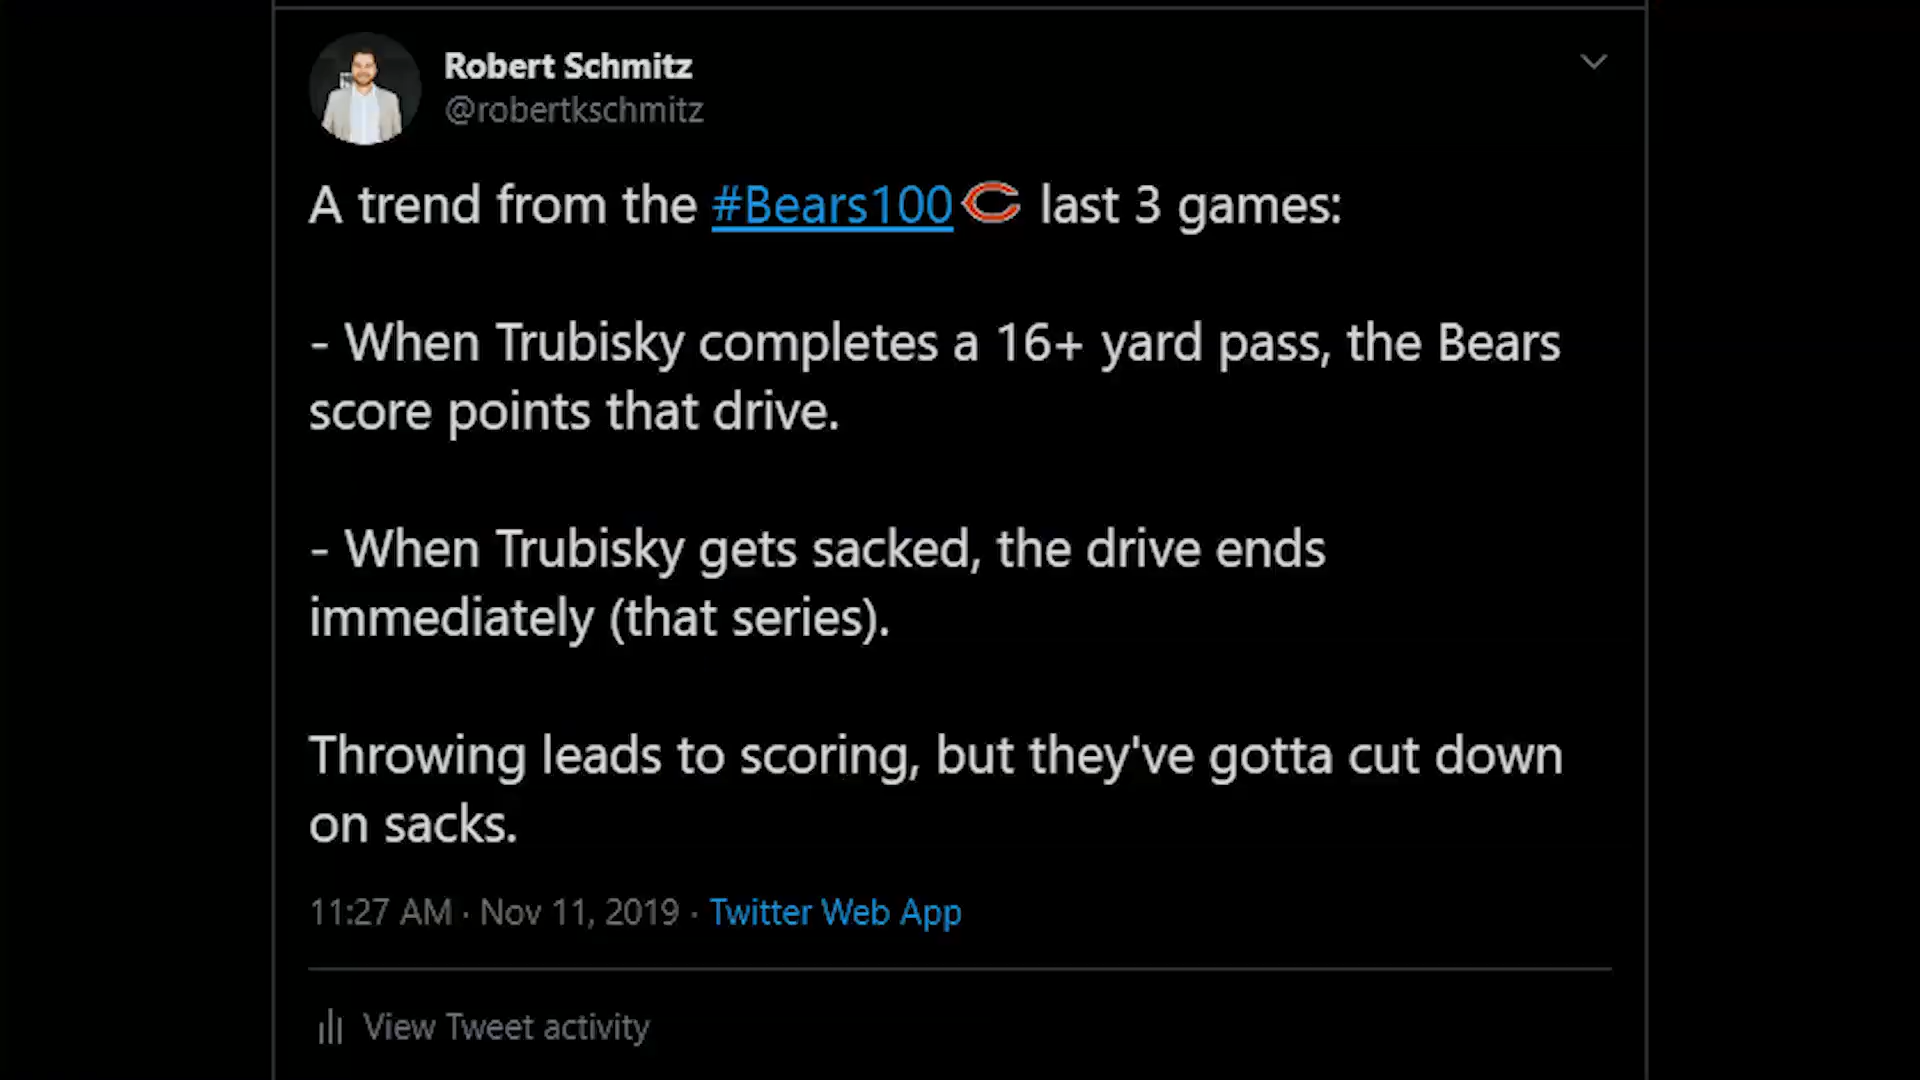 Robert Schmitz
@robertkschmitz
A trend from the #Bears100 last 3 games:
- When Trubisky completes a 16+ yard pass, the Bears
score points that drive.
- When Trubisky gets sacked, the drive ends
immediately (that series).
Throwing leads to scoring, but they've gotta cut down
on sacks.
11:27 AM · Nov 11, 2019 · Twitter Web App
View Tweet activity